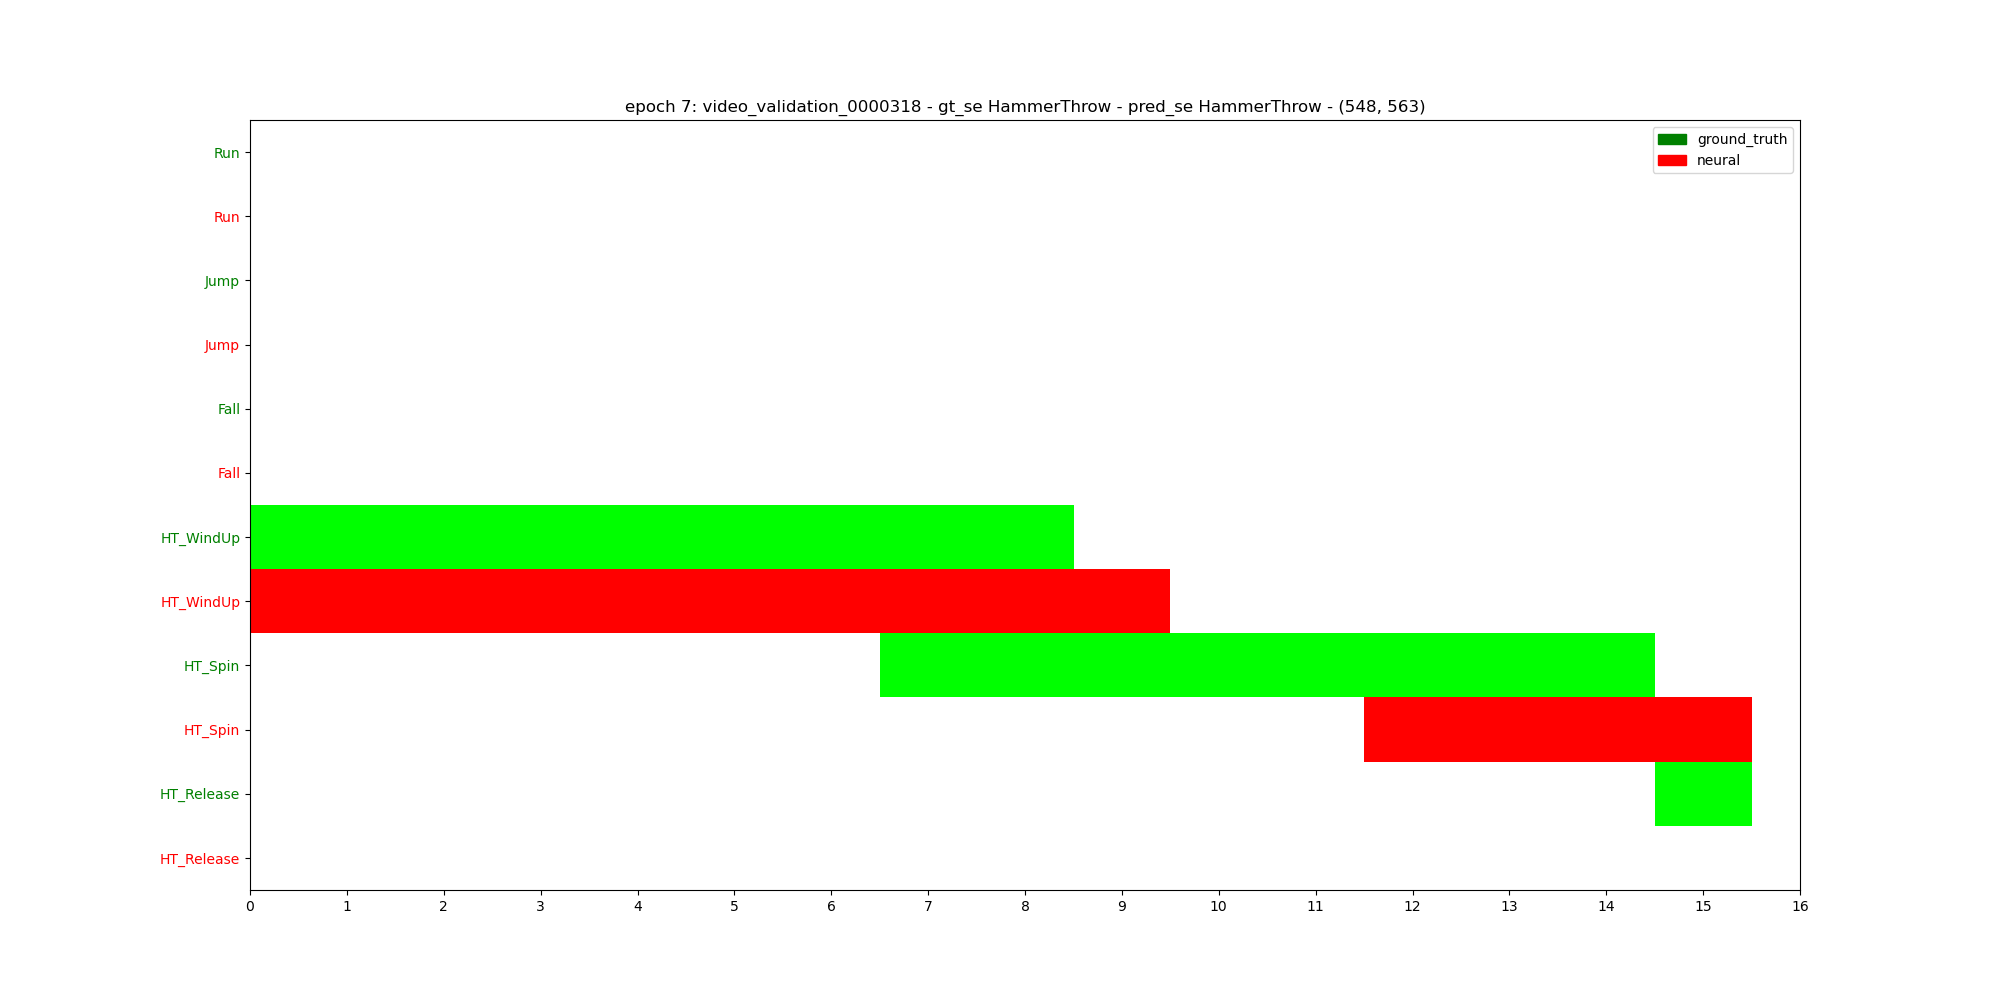 epoch 7: video_validation_0000318 - gt_se HammerThrow - pred_se HammerThrow - (548, 563)
ground_truth
neural
Run
Run
Jump
Jump
Fall
Fall
HT_WindUp
HT_WindUp
HT_Spin
HT_Spin
HT_Release
HT_Release
0 1 2 3 4 5 6 7 8 9 10 11 12 13 14 15 16